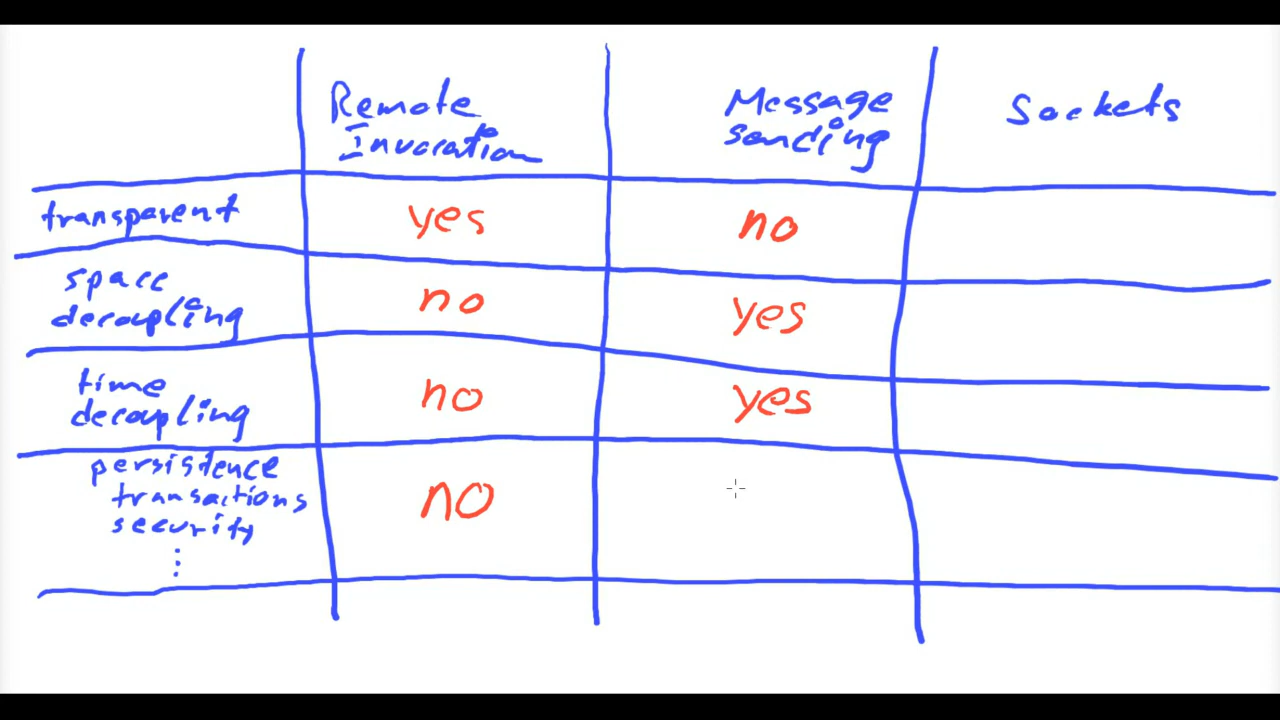 Remote
Invocation
Message
sending
Sockets
transparent
yes
no
space
decoupling
no
yes
time
decoupling
no
yes
persistence
transactions
security
⋮
no